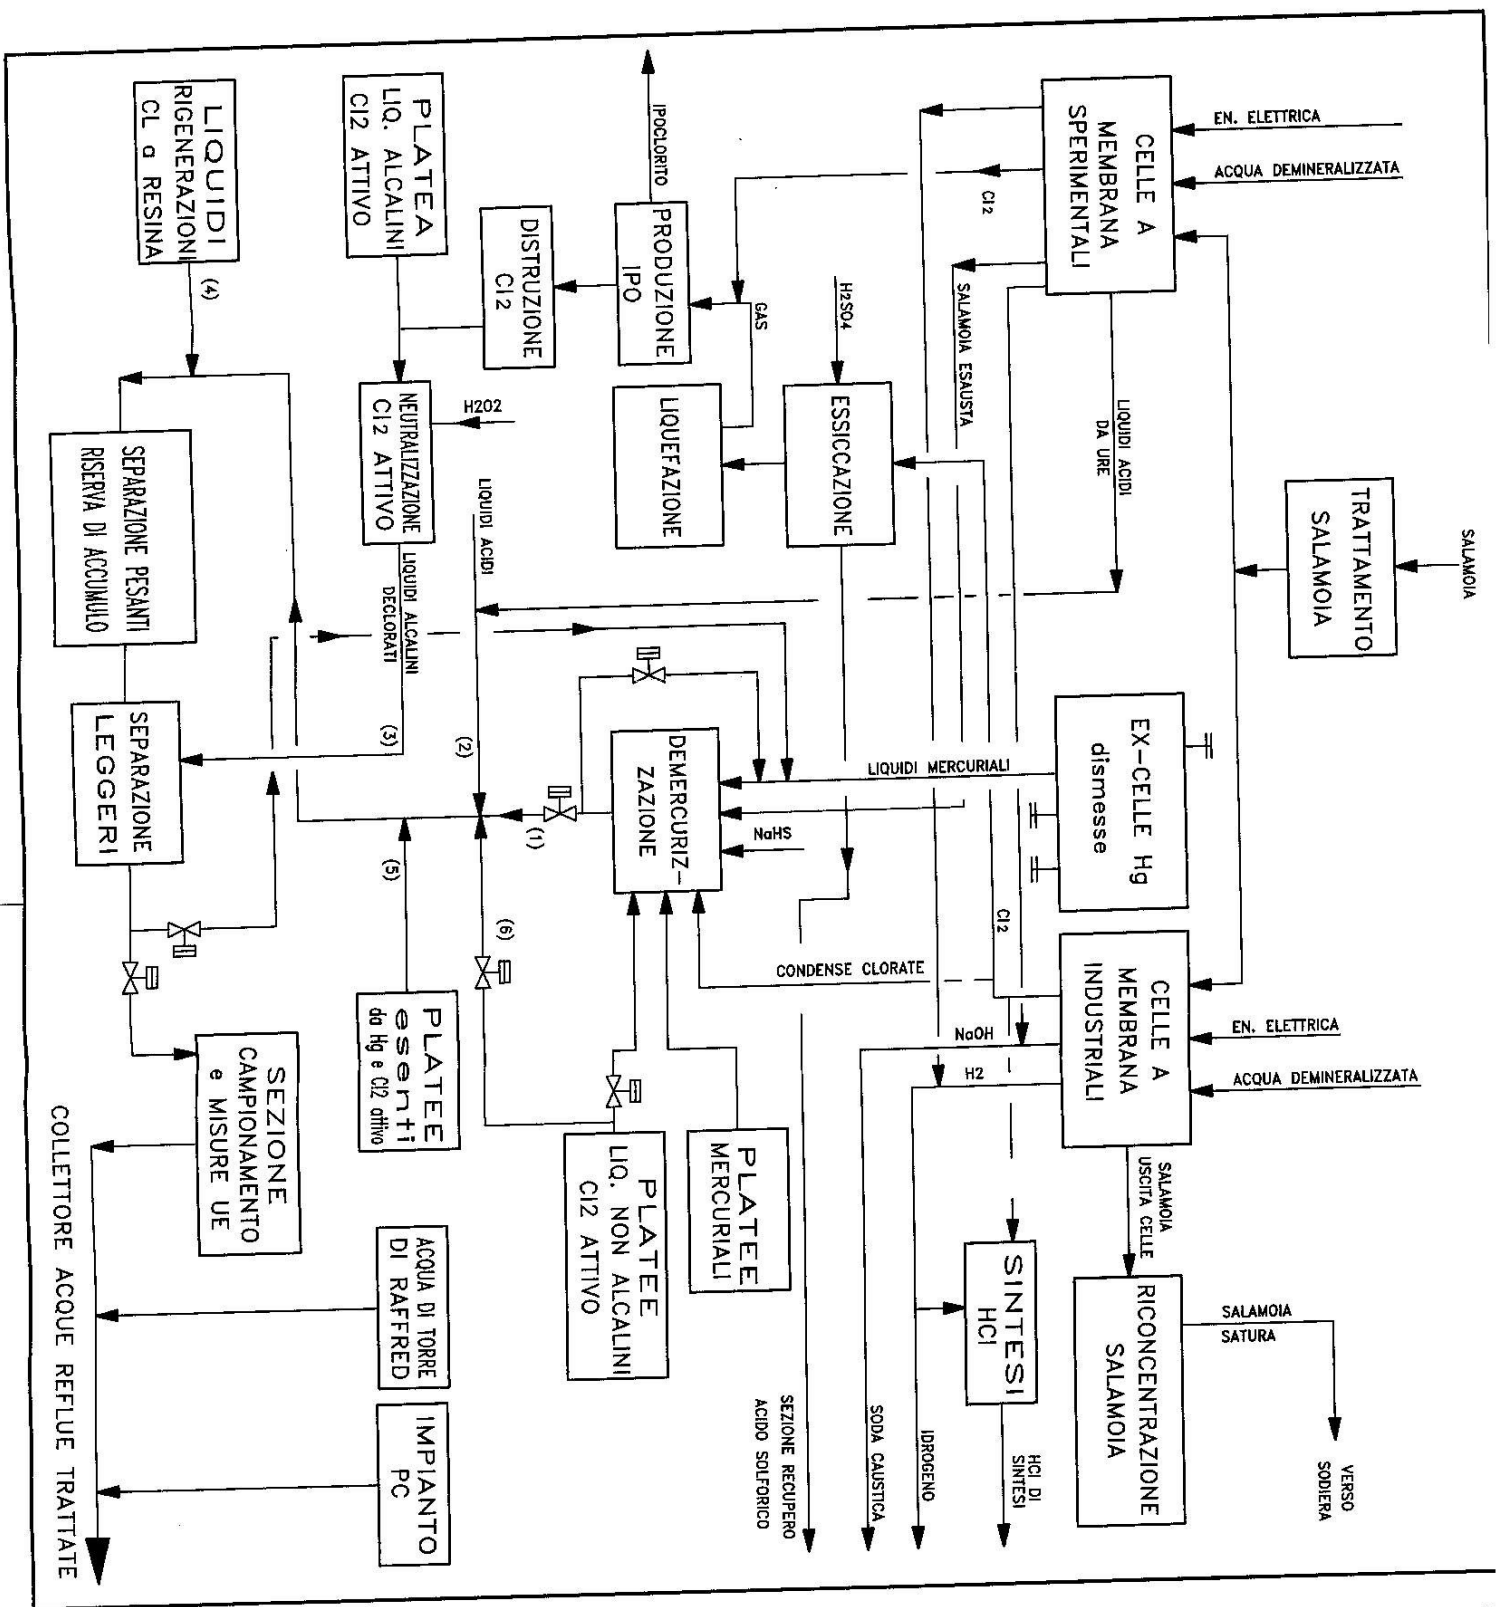 SALAMOIA
TRATTAMENTO
SALAMOIA
EN. ELETTRICA
ACQUA DEMINERALIZZATA
CELLE A
MEMBRANA
SPERIMENTALI
Cl2
SALAMOIA ESAUSTA
LIQUIDI ACIDI
DA URE
EX-CELLE Hg
dismesse
CELLE A
MEMBRANA
INDUSTRIALI
EN. ELETTRICA
ACQUA DEMINERALIZZATA
SALAMOIA
USCITA CELLE
RICONCENTRAZIONE
SALAMOIA
SALAMOIA
SATURA
VERSO
SODIERA
LIQUIDI MERCURIALI
Cl2
NaOH
H2
SINTESI
HCl
HCl DI
SINTESI
IDROGENO
SODA CAUSTICA
SEZIONE RECUPERO
ACIDO SOLFORICO
H2SO4
ESSICCAZIONE
GAS
LIQUEFAZIONE
IPOCLORITO
PRODUZIONE
IPO
DISTRUZIONE
Cl2
NaHS
DEMERCURIZ-
ZAZIONE
CONDENSE CLORATE
PLATEE
MERCURIALI
PLATEE
LIQ. NON ALCALINI
Cl2 ATTIVO
PLATEA
LIQ. ALCALINI
Cl2 ATTIVO
NEUTRALIZZAZIONE
Cl2 ATTIVO
H2O2
LIQUIDI ACIDI
LIQUIDI ALCALINI
DECLORATI
(3)
(2)
(1)
(5)
(6)
PLATEE
esenti
da Hg e Cl2 attivo
ACQUA DI TORRE
DI RAFFRED
IMPIANTO
PC
LIQUIDI
RIGENERAZIONI
CL a RESINA
(4)
SEPARAZIONE PESANTI
RISERVA DI ACCUMULO
SEPARAZIONE
LEGGERI
SEZIONE
CAMPIONAMENTO
e MISURE UE
COLLETTORE ACQUE REFLUE TRATTATE